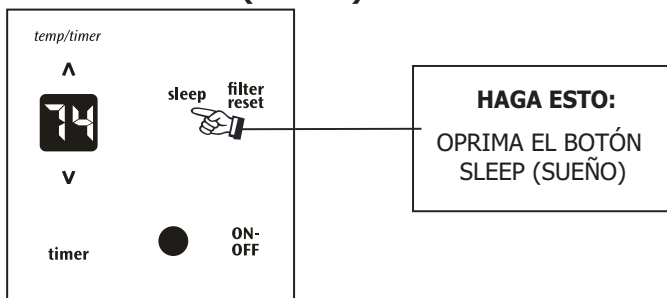 temp/timer
∧
74
∨
sleep
filter
reset
timer
ON-
OFF
HAGA ESTO:
OPRIMA EL BOTÓN
SLEEP (SUEÑO)